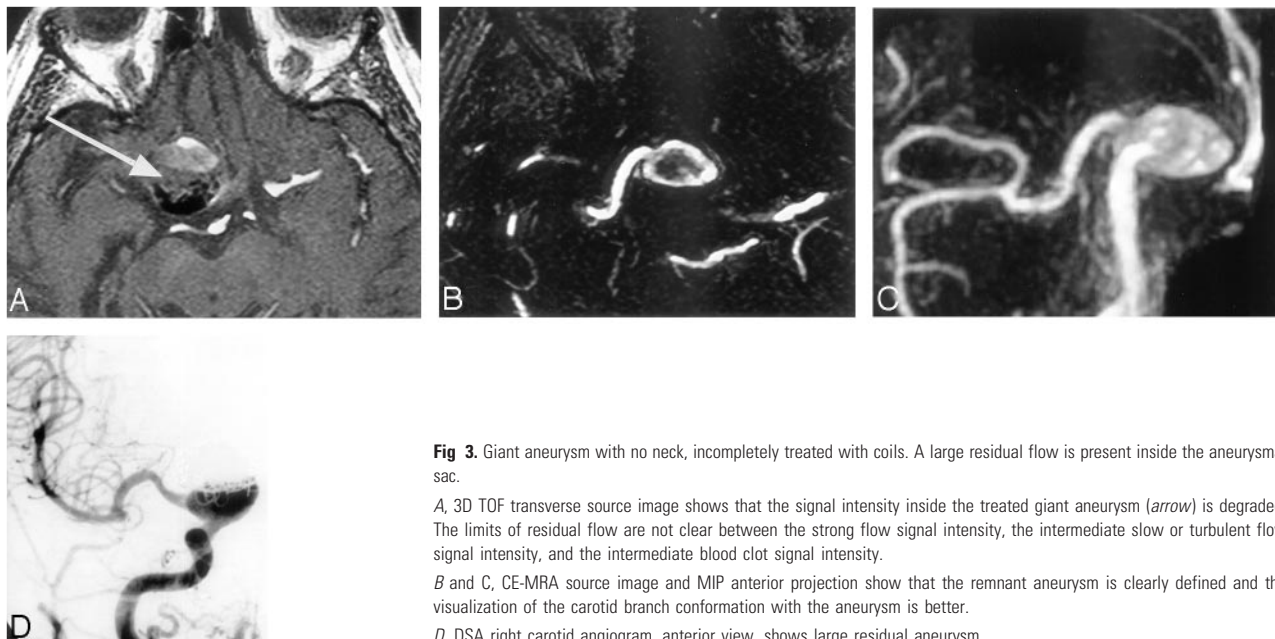 A
B
C
D
Fig 3. Giant aneurysm with no neck, incompletely treated with coils. A large residual flow is present inside the aneurysm
sac.
A, 3D TOF transverse source image shows that the signal intensity inside the treated giant aneurysm (arrow) is degrade
The limits of residual flow are not clear between the strong flow signal intensity, the intermediate slow or turbulent flo
signal intensity, and the intermediate blood clot signal intensity.
B and C, CE-MRA source image and MIP anterior projection show that the remnant aneurysm is clearly defined and th
visualization of the carotid branch conformation with the aneurysm is better.
D, DSA right carotid angiogram, anterior view, shows large residual aneurysm.